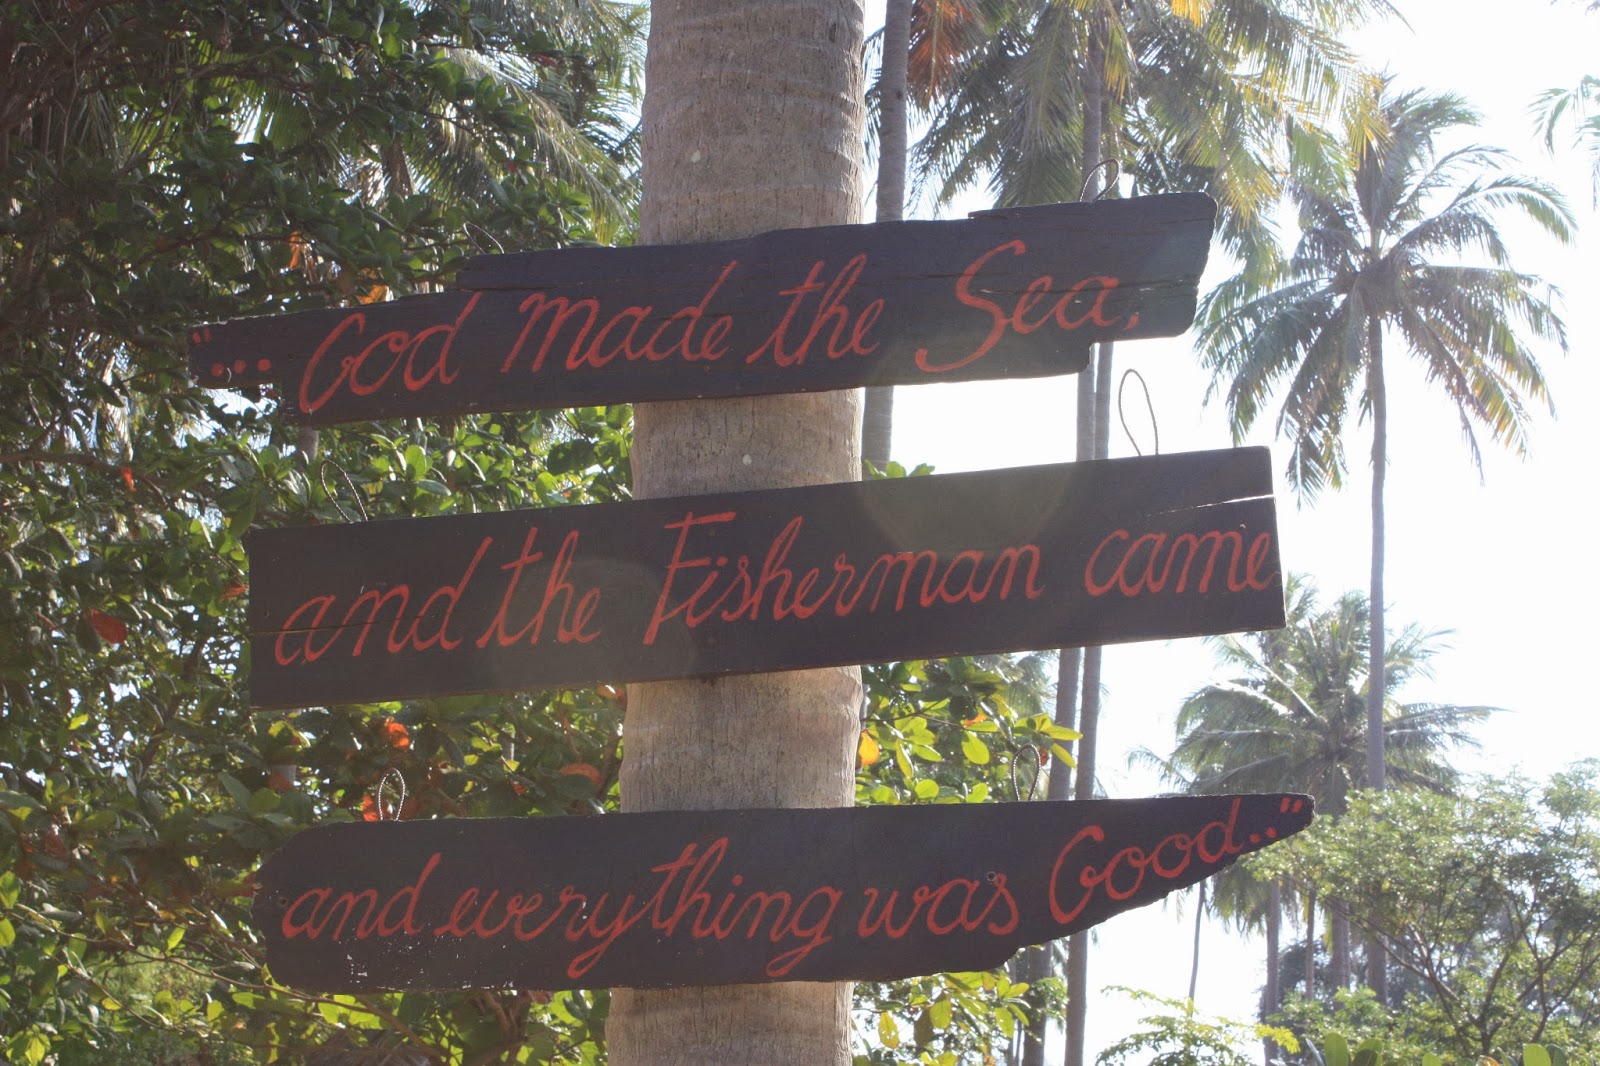 "... God made the Sea,
and the Fisherman came
and everything was Good.."